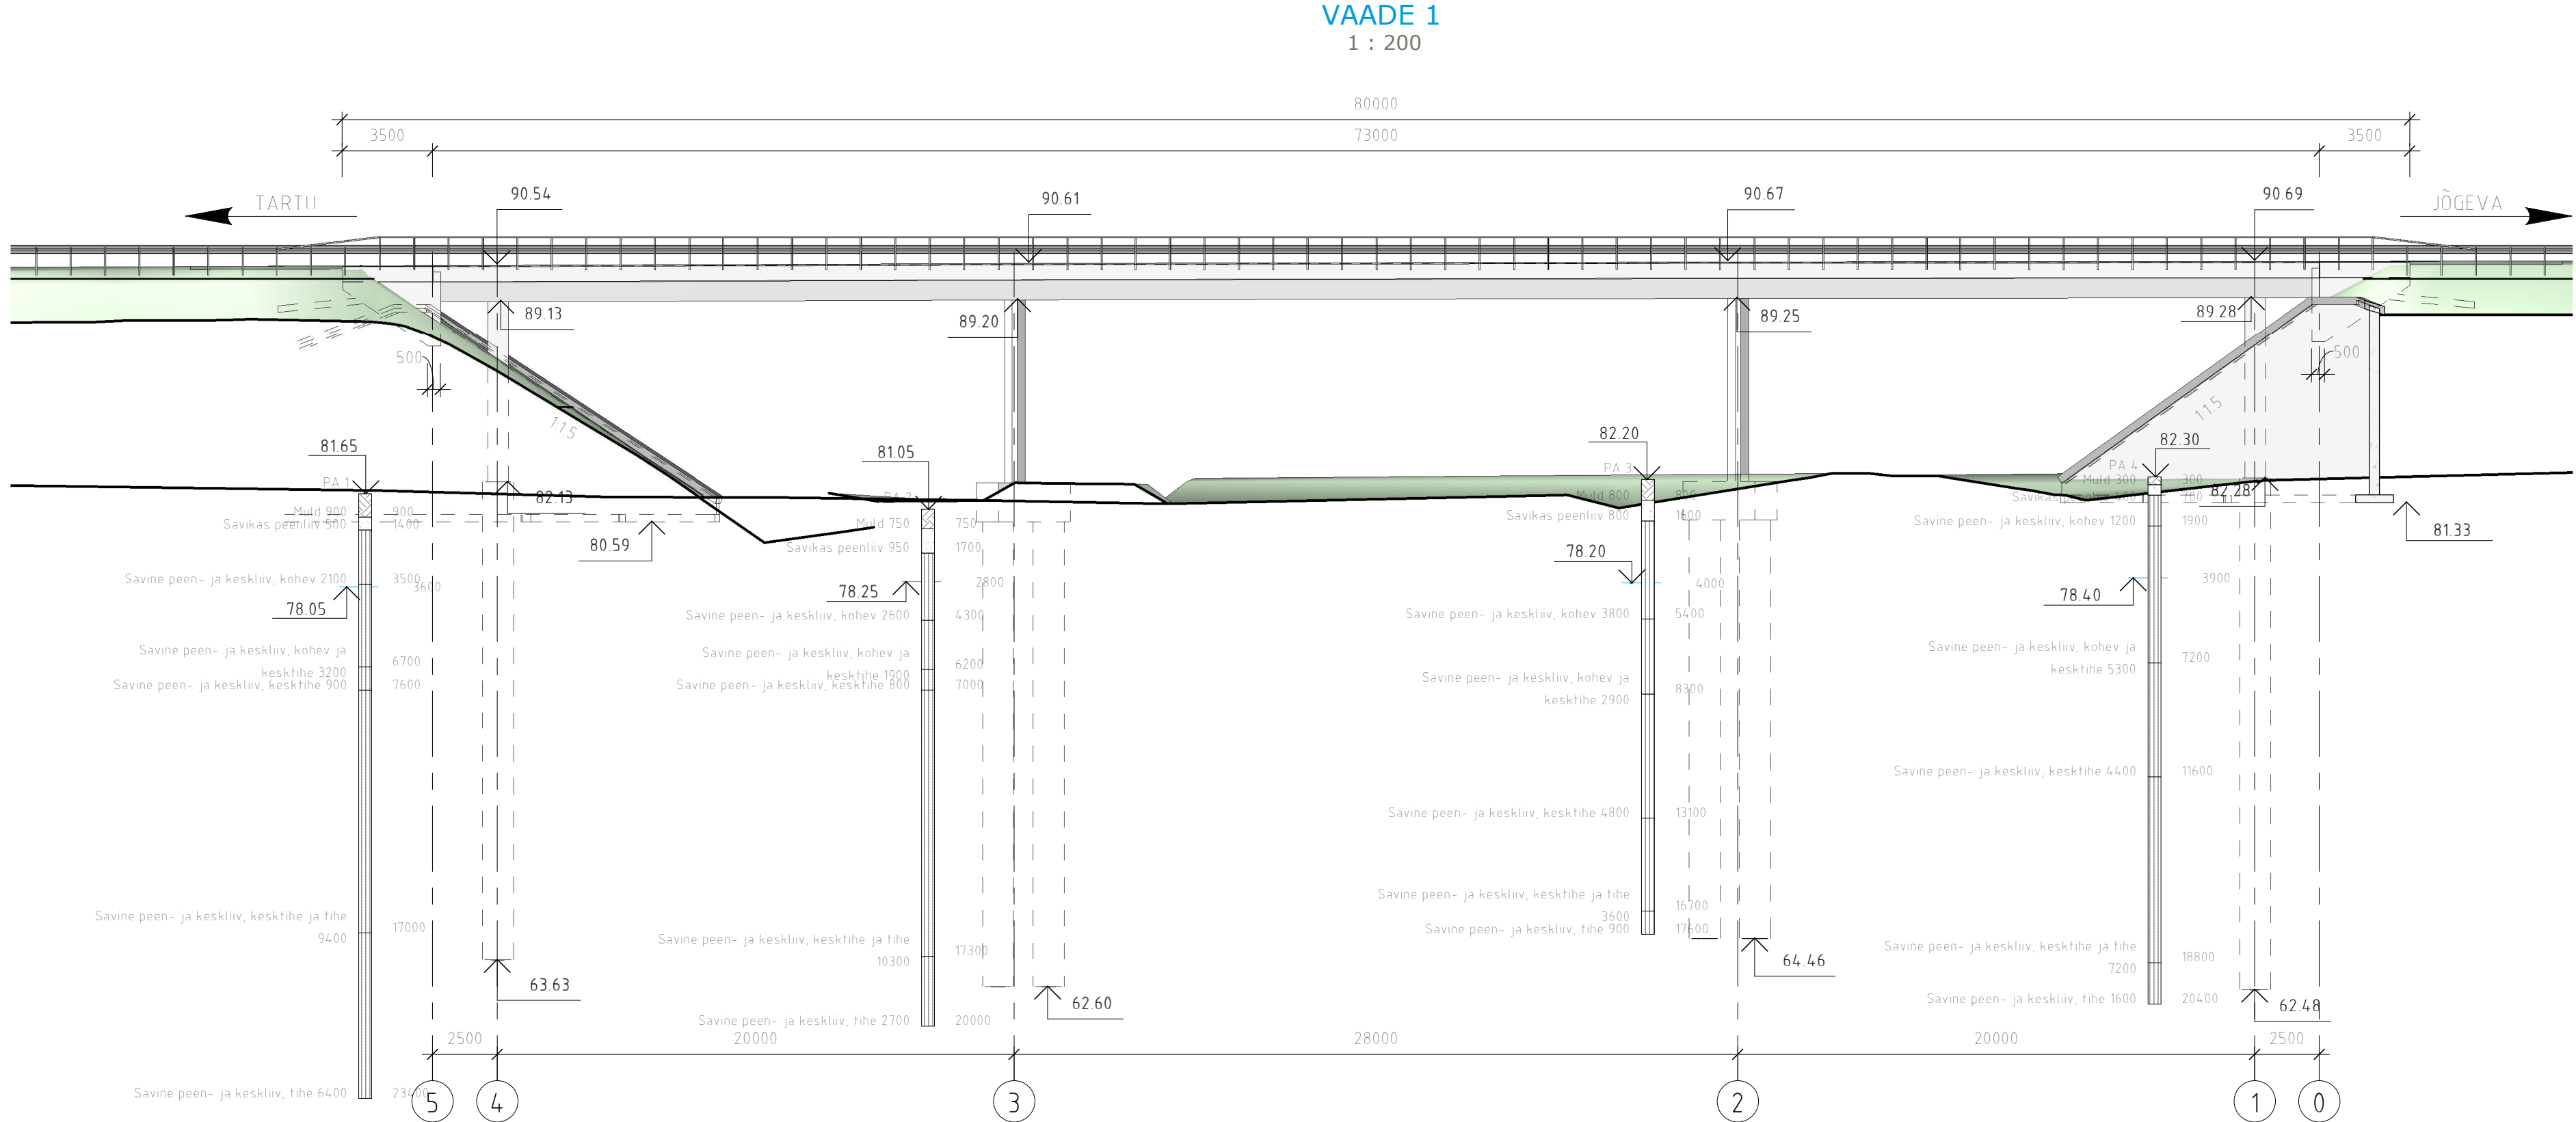 VAADE 1
1 : 200
80000
3500
73000
3500
TARTU
90.54
90.61
90.67
90.69
JÕGEVA
89.13
89.20
89.25
89.28
500
500
1:1.5
1:1.5
81.65
81.05
82.20
82.30
PA 1
PA 2
PA 3
PA 4
82.13
82.28
80.59
81.33
Muld 900
900
Savikas peenliiv 500
1400
Savine peen- ja keskliiv, kohev 2100
3500
3600
78.05
Savine peen- ja keskliiv, kohev ja
kesktihe 3200
6700
Savine peen- ja keskliiv, kesktihe 900
7600
Savine peen- ja keskliiv, kesktihe ja tihe
9400
17000
Savine peen- ja keskliiv, tihe 6400
23400
63.63
Muld 750
750
Savikas peenliiv 950
1700
2800
78.25
Savine peen- ja keskliiv, kohev 2600
4300
Savine peen- ja keskliiv, kohev ja
kesktihe 1900
6200
Savine peen- ja keskliiv, kesktihe 800
7000
Savine peen- ja keskliiv, kesktihe ja tihe
10300
17300
Savine peen- ja keskliiv, tihe 2700
20000
62.60
Muld 800
800
Savikas peenliiv 800
1600
78.20
4000
Savine peen- ja keskliiv, kohev 3800
5400
Savine peen- ja keskliiv, kohev ja
kesktihe 2900
8300
Savine peen- ja keskliiv, kesktihe 4800
13100
Savine peen- ja keskliiv, kesktihe ja tihe
3600
16700
Savine peen- ja keskliiv, tihe 900
17600
64.46
Muld 300
300
Savikas peenliiv 400
700
Savine peen- ja keskliiv, kohev 1200
1900
3900
78.40
Savine peen- ja keskliiv, kohev ja
kesktihe 5300
7200
Savine peen- ja keskliiv, kesktihe 4400
11600
Savine peen- ja keskliiv, kesktihe ja tihe
7200
18800
Savine peen- ja keskliiv, tihe 1600
20400
62.48
2500
20000
28000
20000
2500
5
4
3
2
1
0